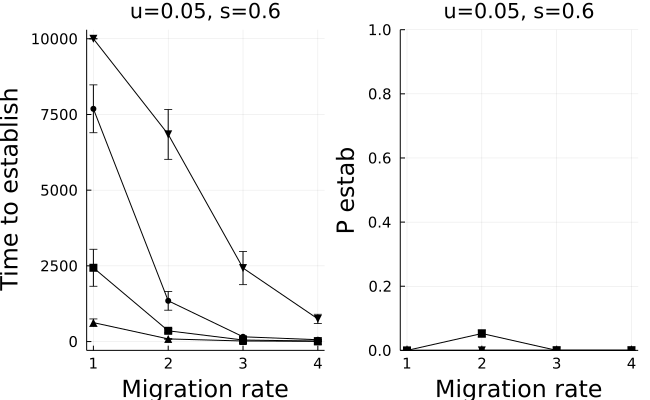 u=0.05, s=0.6
Time to establish
10000
7500
5000
2500
0
1 2 3 4
Migration rate
u=0.05, s=0.6
P estab
1.0
0.8
0.6
0.4
0.2
0.0
1 2 3 4
Migration rate